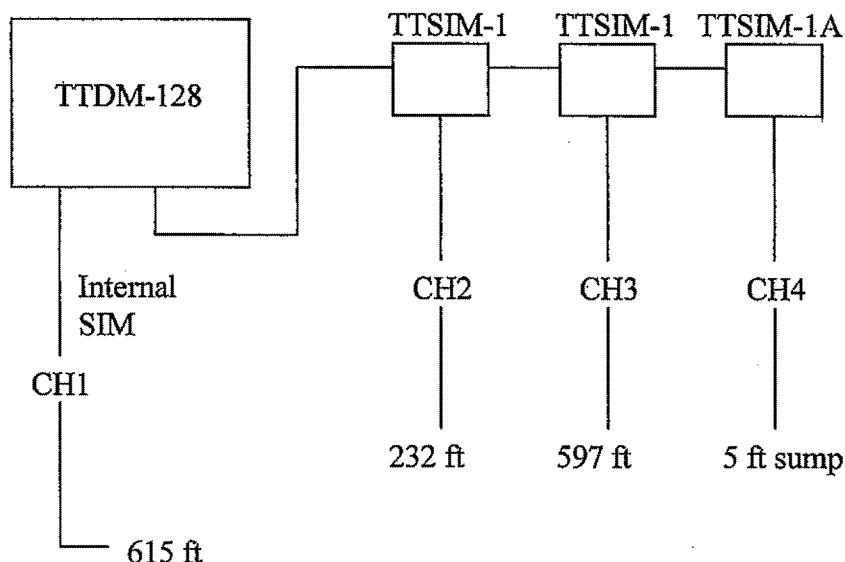 TTSIM-1
TTSIM-1
TTSIM-1A
TTDM-128
Internal
SIM
CH1
CH2
CH3
CH4
232 ft
597 ft
5 ft sump
615 ft